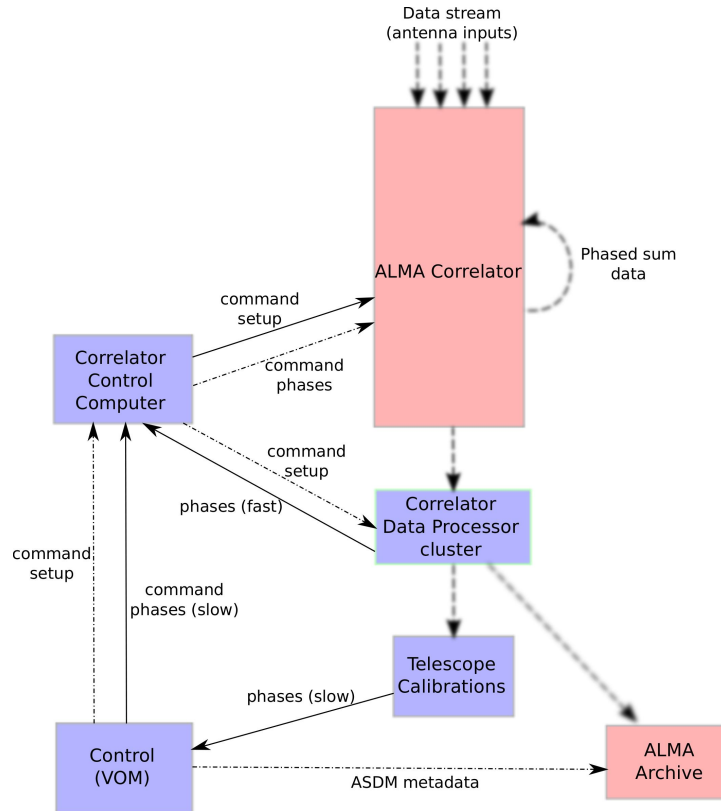 Data stream
(antenna inputs)
ALMA Correlator
Phased sum
data
command
setup
command
phases
Correlator
Control
Computer
command
setup
phases (fast)
Correlator
Data Processor
cluster
command
setup
command
phases (slow)
Telescope
Calibrations
phases (slow)
Control
(VOM)
ASDM metadata
ALMA
Archive